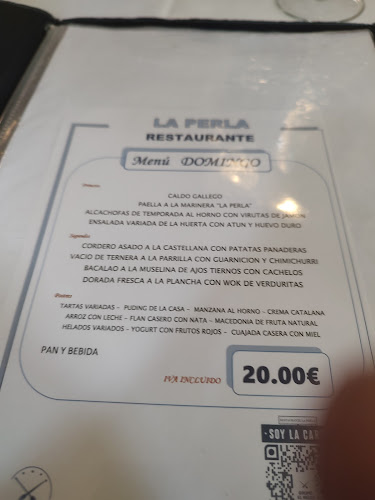 LA PERLA
RESTAURANTE
Menú DOMINGO
Primeros:
CALDO GALLEGO
PAELLA A LA MARINERA "LA PERLA"
ALCACHOFAS DE TEMPORADA AL HORNO CON VIRUTAS DE JAMON
ENSALADA VARIADA DE LA HUERTA CON ATUN Y HUEVO DURO
Segundos:
CORDERO ASADO A LA CASTELLANA CON PATATAS PANADERAS
VACIO DE TERNERA A LA PARRILLA CON GUARNICION Y CHIMICHURRI
BACALAO A LA MUSELINA DE AJOS TIERNOS CON CACHELOS
DORADA FRESCA A LA PLANCHA CON WOK DE VERDURITAS
Postres:
TARTAS VARIADAS - PUDING DE LA CASA - MANZANA AL HORNO - CREMA CATALANA
ARROZ CON LECHE - FLAN CASERO CON NATA - MACEDONIA DE FRUTA NATURAL
HELADOS VARIADOS - YOGURT CON FRUTOS ROJOS - CUAJADA CASERA CON MIEL
PAN Y BEBIDA
IVA INCLUIDO
20.00€
SOY LA